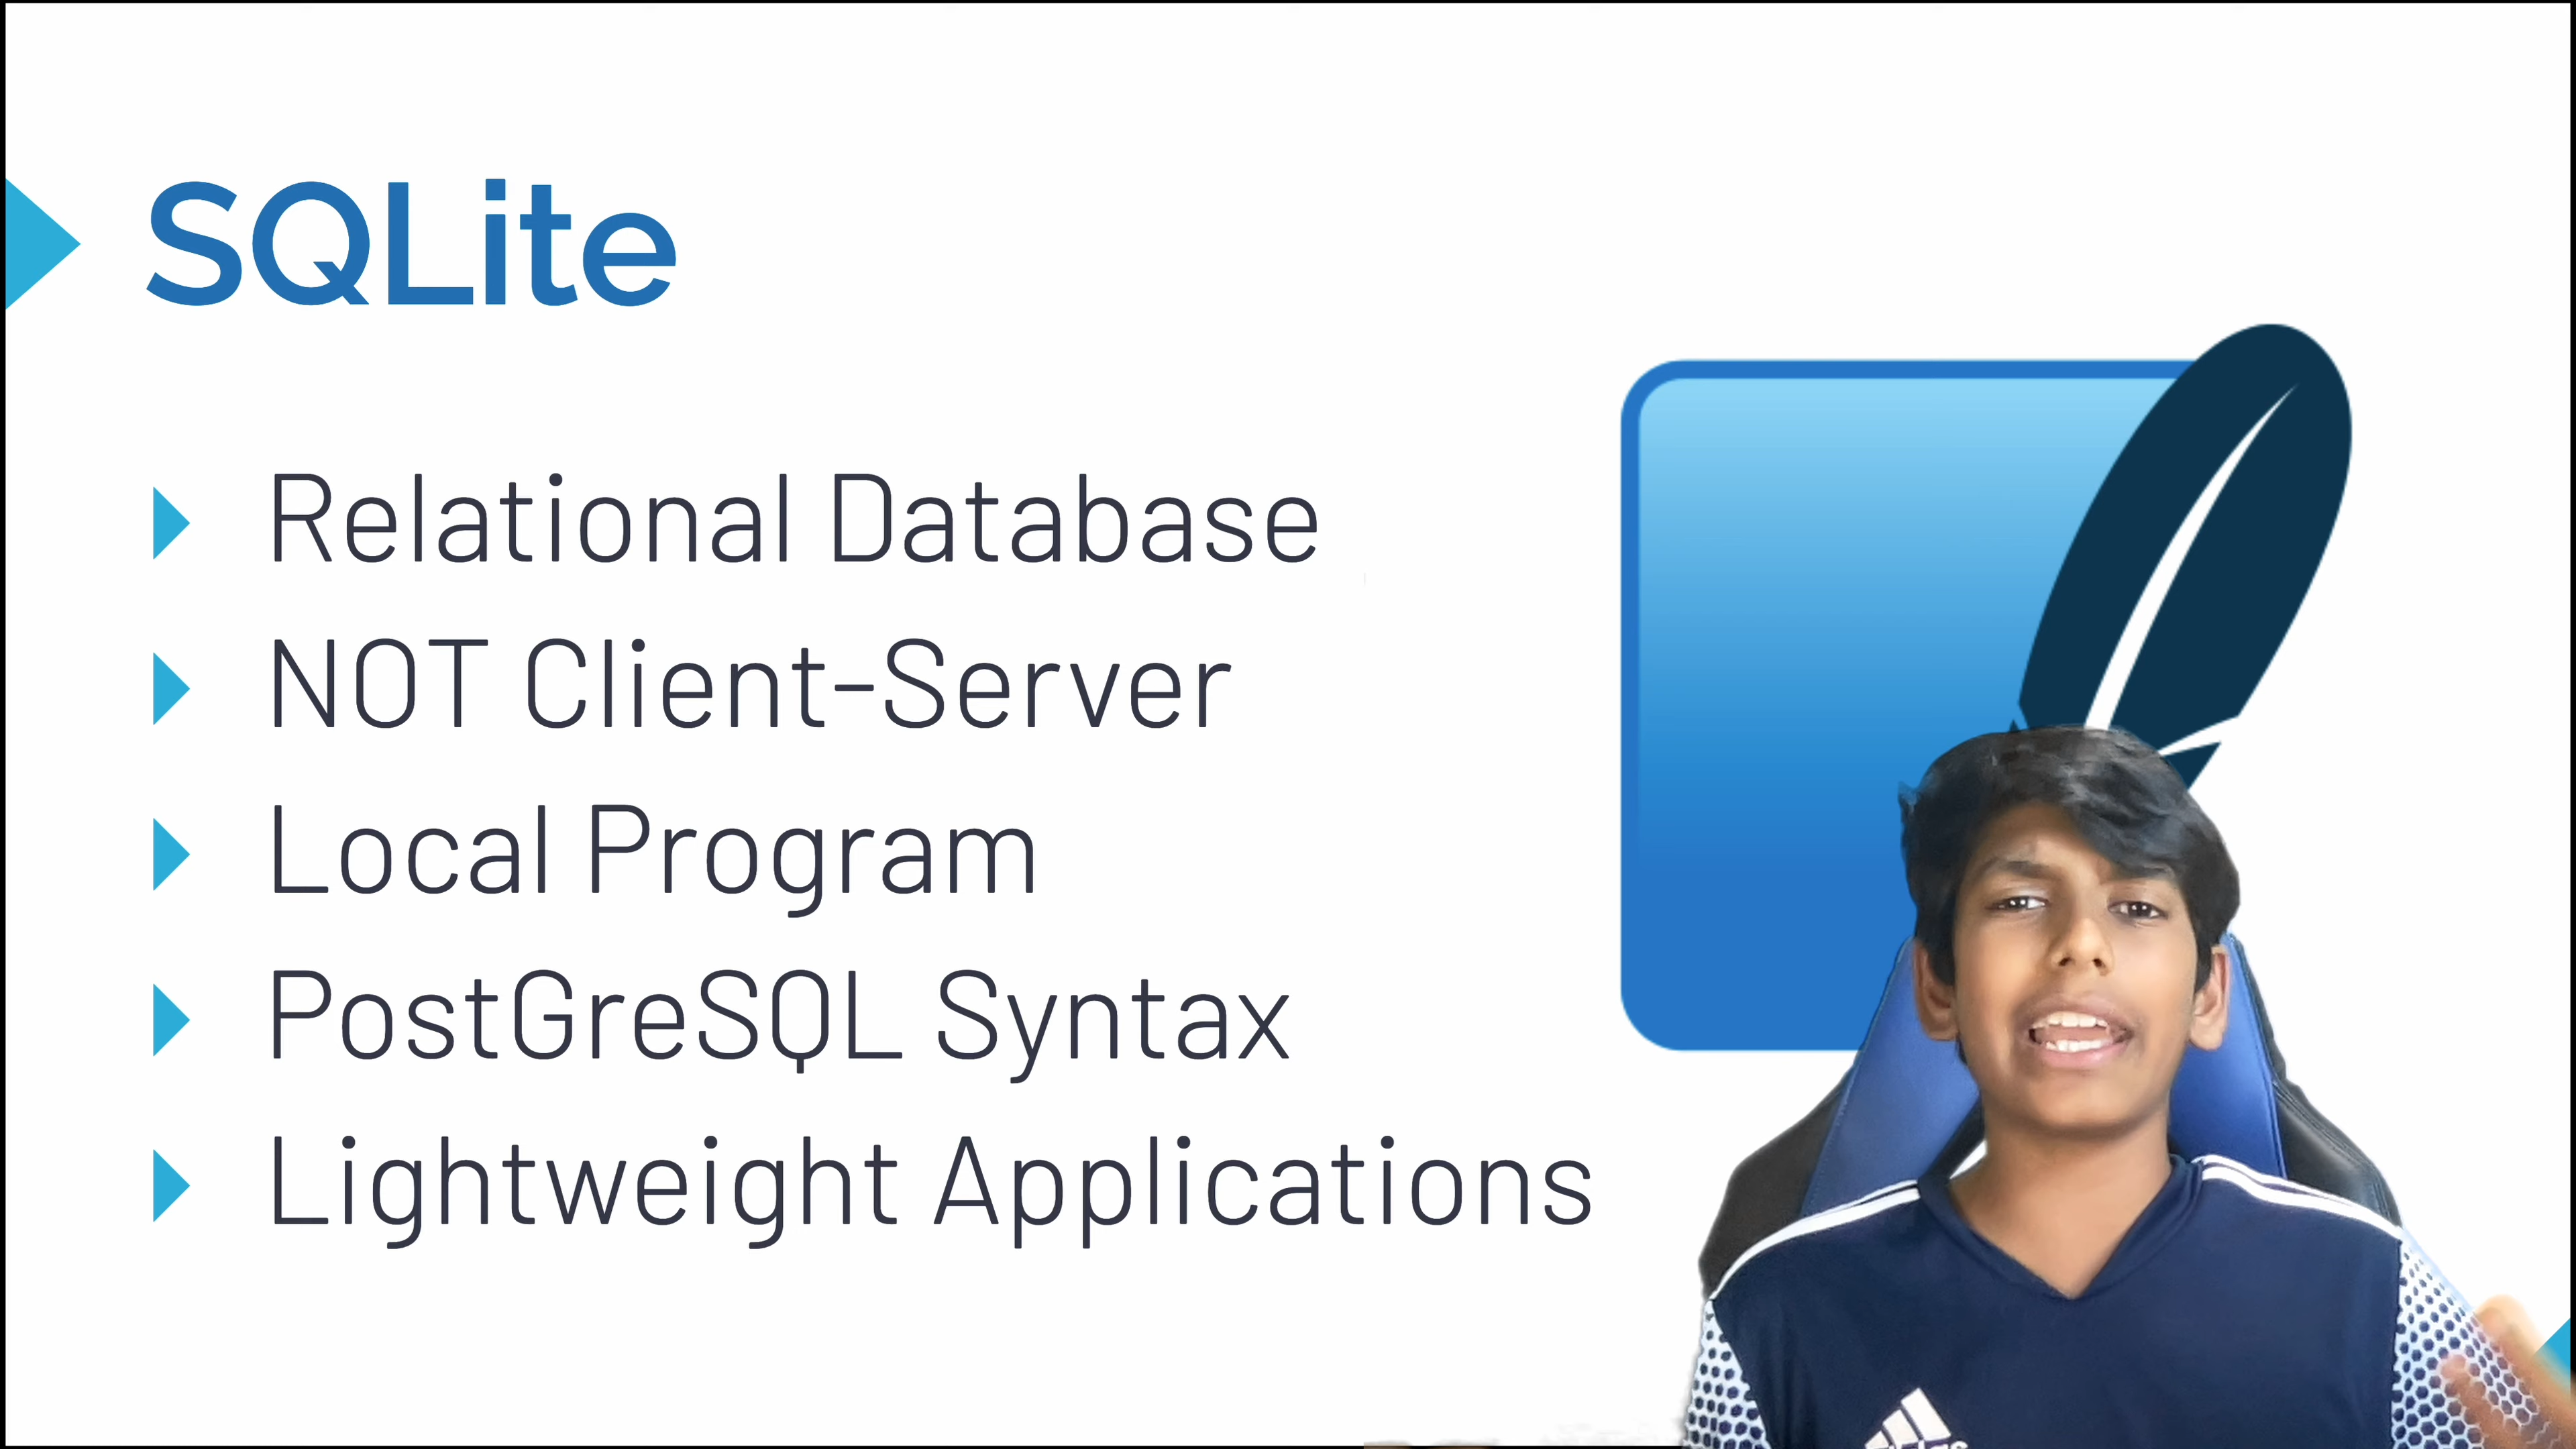 SQLite
Relational Database
NOT Client-Server
Local Program
PostGreSQL Syntax
Lightweight Applications